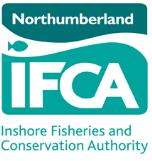 Northumberland
IFCA
Inshore Fisheries and
Conservation Authority